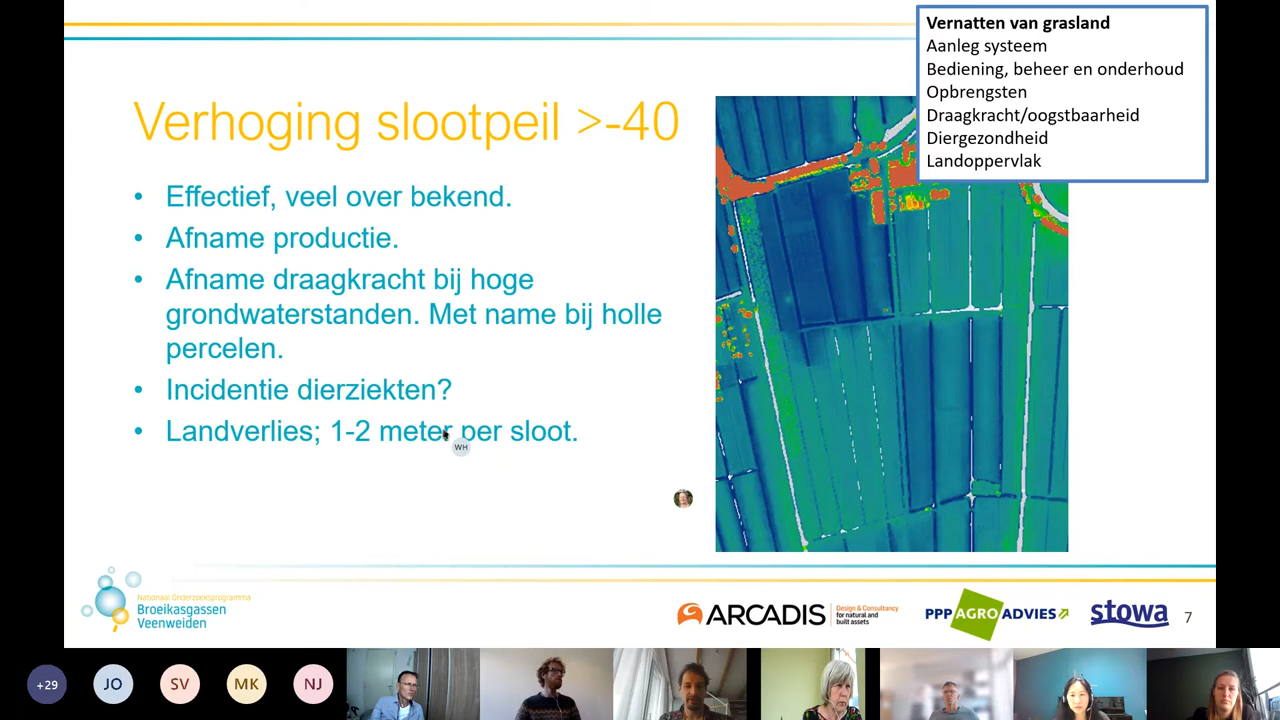 Vernatten van grasland
Aanleg systeem
Bediening, beheer en onderhoud
Opbrengsten
Draagkracht/oogstbaarheid
Diergezondheid
Landoppervlak
Verhoging slootpeil >-40
• Effectief, veel over bekend.
• Afname productie.
• Afname draagkracht bij hoge
grondwaterstanden. Met name bij holle
percelen.
• Incidentie dierziekten?
• Landverlies; 1-2 meter per sloot.
WH
Nationaal Onderzoeksprogramma
Broeikasgassen
Veenweiden
ARCADIS
Design & Consultancy
for natural and
built assets
PPP AGRO ADVIES
stowa
7
+29
JO
SV
MK
NJ